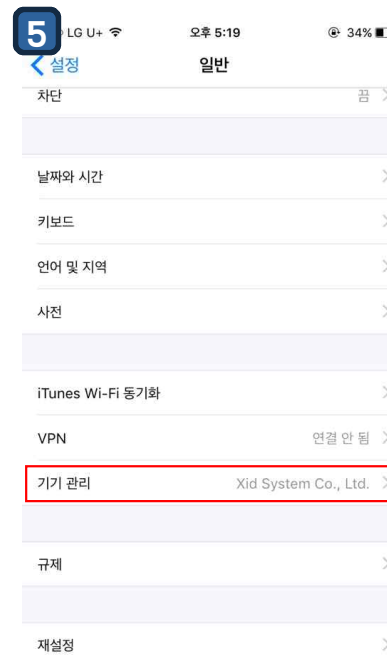 5 LG U+ 오후 5:19 34%
설정 일반
차단 끔
날짜와 시간
키보드
언어 및 지역
사전
iTunes Wi-Fi 동기화
VPN 연결 안 됨
기기 관리 Xid System Co., Ltd.
규제
재설정